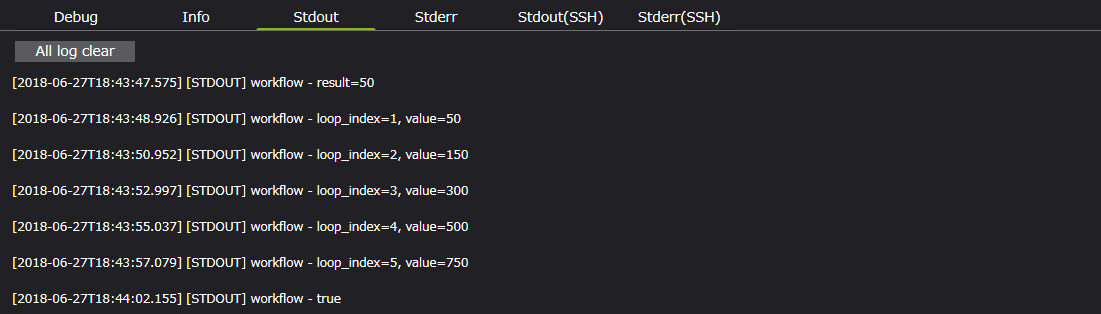 Debug Info Stdout Stderr Stdout(SSH) Stderr(SSH)
All log clear
[2018-06-27T18:43:47.575] [STDOUT] workflow - result=50
[2018-06-27T18:43:48.926] [STDOUT] workflow - loop_index=1, value=50
[2018-06-27T18:43:50.952] [STDOUT] workflow - loop_index=2, value=150
[2018-06-27T18:43:52.997] [STDOUT] workflow - loop_index=3, value=300
[2018-06-27T18:43:55.037] [STDOUT] workflow - loop_index=4, value=500
[2018-06-27T18:43:57.079] [STDOUT] workflow - loop_index=5, value=750
[2018-06-27T18:44:02.155] [STDOUT] workflow - true